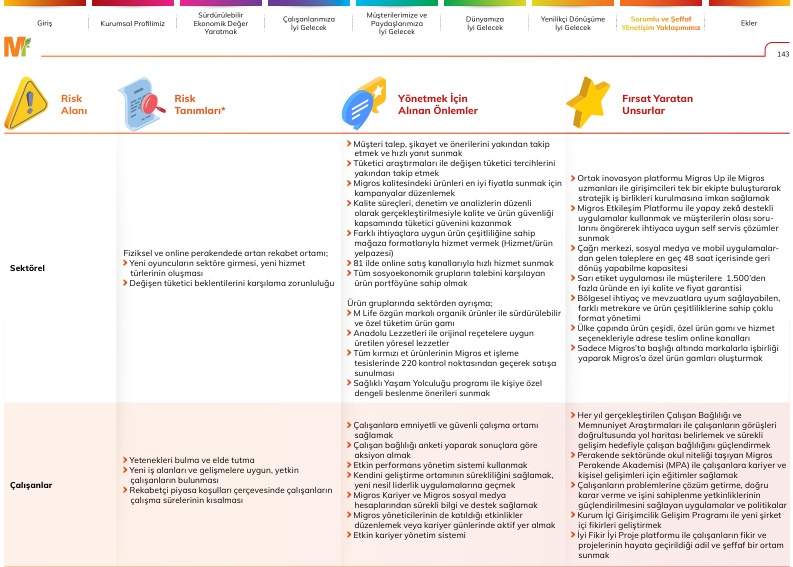 Giriş
Kurumsal Profilimiz
Sürdürülebilir
Ekonomik Değer
Yaratmak
Çalışanlarımıza
İyi Gelecek
Müşterilerimize ve
Paydaşlarımıza
İyi Gelecek
Dünyamıza
İyi Gelecek
Yenilikçi Dönüşüme
İyi Gelecek
Sorumlu ve Şeffaf
Yönetişim Yaklaşımımız
Ekler
M
143
Risk
Alanı
Risk
Tanımları*
Yönetmek İçin
Alınan Önlemler
Fırsat Yaratan
Unsurlar
Sektörel
Fiziksel ve online perakendede artan rekabet ortamı;
Yeni oyuncuların sektöre girmesi, yeni hizmet
türlerinin oluşması
Değişen tüketici beklentilerini karşılama zorunluluğu
Müşteri talep, şikayet ve önerilerini yakından takip
etmek ve hızlı yanıt sunmak
Tüketici araştırmaları ile değişen tüketici tercihlerini
yakından takip etmek
Migros kalitesindeki ürünleri en iyi fiyatla sunmak için
kampanyalar düzenlemek
Kalite süreçleri, denetim ve analizlerin düzenli
olarak gerçekleştirilmesiyle kalite ve ürün güvenliği
kapsamında tüketici güvenini kazanmak
Farklı ihtiyaçlara uygun ürün çeşitliliğine sahip
mağaza formatlarıyla hizmet vermek (Hizmet/ürün
yelpazesi)
81 ilde online satış kanallarıyla hızlı hizmet sunmak
Tüm sosyoekonomik grupların talebini karşılayan
ürün portföyüne sahip olmak
Ürün gruplarında sektörden ayrışma;
M Life özgün markalı organik ürünler ile sürdürülebilir
ve özel tüketim ürün gamı
Anadolu Lezzetleri ile orijinal reçetelere uygun
üretilen yöresel lezzetler
Tüm kırmızı et ürünlerinin Migros et işleme
tesislerinde 220 kontrol noktasından geçerek satışa
sunulması
Sağlıklı Yaşam Yolculuğu programı ile kişiye özel
dengeli beslenme önerileri sunmak
Ortak inovasyon platformu Migros Up ile Migros
uzmanları ile girişimcileri tek bir ekipte buluşturarak
stratejik iş birlikleri kurulmasına imkan sağlamak
Migros Etkileşim Platformu ile yapay zekâ destekli
uygulamalar kullanmak ve müşterilerin olası soru-
larını öngörerek ihtiyaca uygun self servis çözümler
sunmak
Çağrı merkezi, sosyal medya ve mobil uygulamalar-
dan gelen taleplere en geç 48 saat içerisinde geri
dönüş yapabilme kapasitesi
Sarı etiket uygulaması ile müşterilere 1.500’den
fazla üründe en iyi kalite ve fiyat garantisi
Bölgesel ihtiyaç ve mevzuatlara uyum sağlayabilen,
farklı metrekare ve ürün çeşitliliklerine sahip çoklu
format yönetimi
Ülke çapında ürün çeşidi, özel ürün gamı ve hizmet
seçenekleriyle adrese teslim online kanalları
Sadece Migros’ta başlığı altında markalarla işbirliği
yaparak Migros’a özel ürün gamları oluşturmak
Çalışanlar
Yetenekleri bulma ve elde tutma
Yeni iş alanları ve gelişmelere uygun, yetkin
çalışanların bulunması
Rekabetçi piyasa koşulları çerçevesinde çalışanların
çalışma sürelerinin kısalması
Çalışanlara emniyetli ve güvenli çalışma ortamı
sağlamak
Çalışan bağlılığı anketi yaparak sonuçlara göre
aksiyon almak
Etkin performans yönetim sistemi kullanmak
Kendini geliştirme ortamının sürekliliğini sağlamak,
yeni nesil liderlik uygulamalarına geçmek
Migros Kariyer ve Migros sosyal medya
hesaplarından sürekli bilgi ve destek sağlamak
Migros yöneticilerinin de katıldığı etkinlikler
düzenlemek veya kariyer günlerinde aktif yer almak
Etkin kariyer yönetim sistemi
Her yıl gerçekleştirilen Çalışan Bağlılığı ve
Memnuniyet Araştırmaları ile çalışanların görüşleri
doğrultusunda yol haritası belirlemek ve sürekli
gelişim hedefiyle çalışan bağlılığını güçlendirmek
Perakende sektöründe okul niteliği taşıyan Migros
Perakende Akademisi (MPA) ile çalışanlara kariyer ve
kişisel gelişimleri için eğitimler sağlamak
Çalışanların problemlerine çözüm getirme, doğru
karar verme ve işini sahiplenme yetkinliklerinin
güçlendirilmesini sağlayan uygulamalar ve politikalar
Kurum İçi Girişimcilik Gelişim Programı ile yeni şirket
içi fikirleri geliştirmek
İyi Fikir İyi Proje platformu ile çalışanların fikir ve
projelerinin hayata geçirildiği adil ve şeffaf bir ortam
sunmak